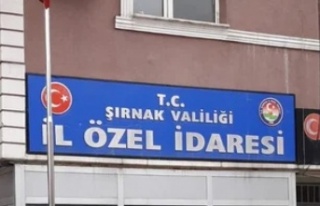 T.C.
ŞIRNAK VALİLİĞİ
İL ÖZEL İDARESİ